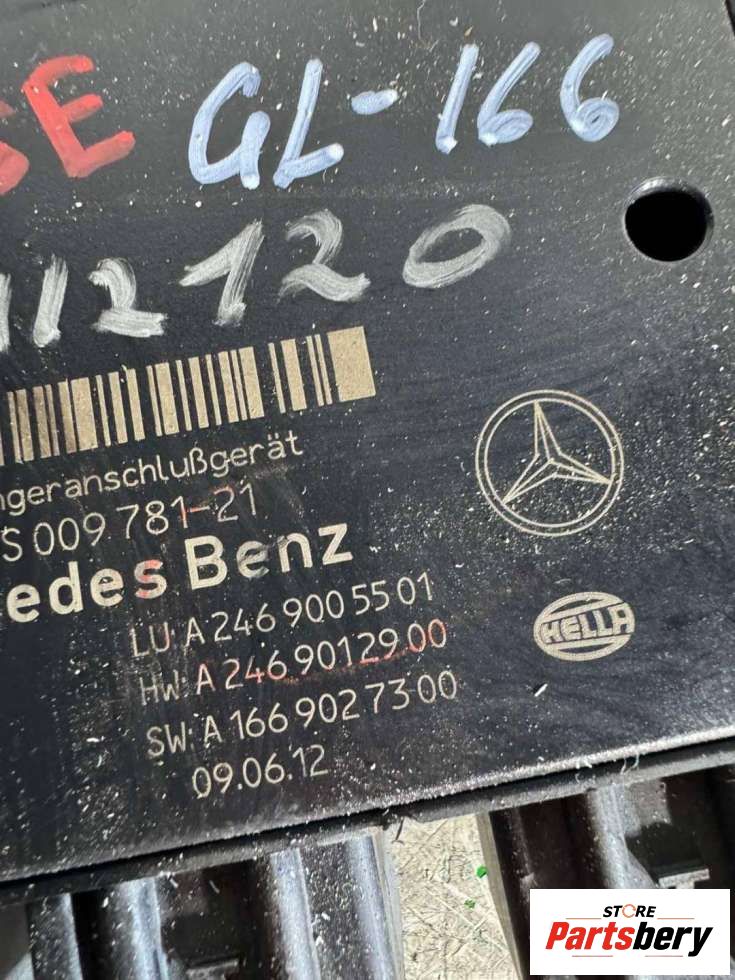 SE GL-166
112120
ngeranschlußgerät
S 009 781-21
edes Benz
LU: A 246 900 55 01
HELLA
HW: A 246 901 29 00
SW: A 166 902 73 00
09.06.12
STORE
Partsbery